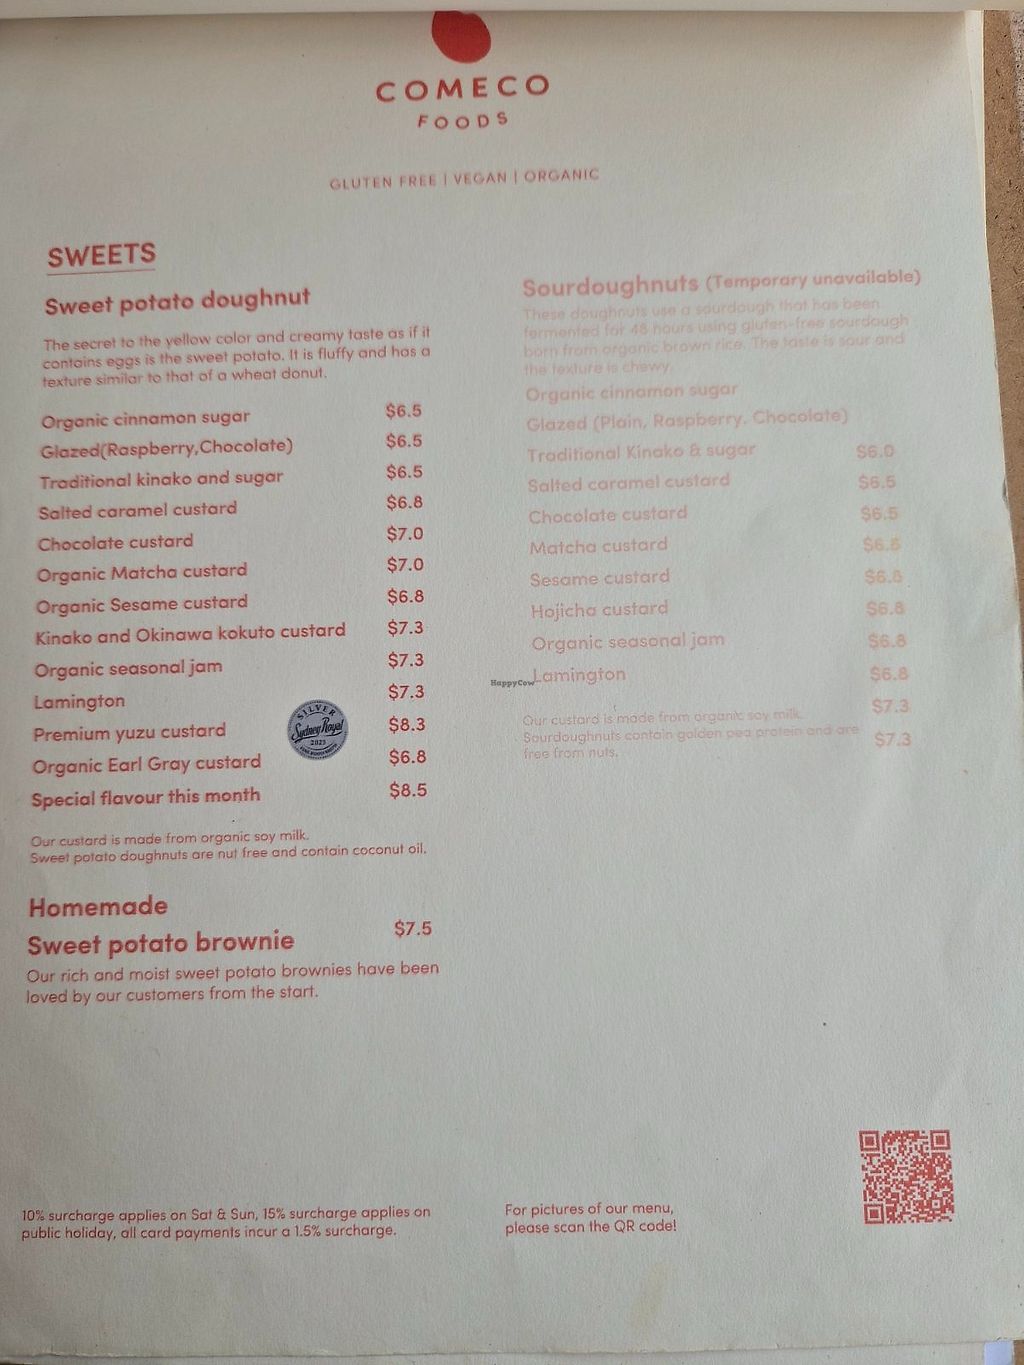 COMECO
FOODS
GLUTEN FREE | VEGAN | ORGANIC
SWEETS
Sweet potato doughnut
The secret to the yellow color and creamy taste as if it
contains eggs is the sweet potato. It is fluffy and has a
texture similar to that of a wheat donut.
Organic cinnamon sugar $6.5
Glazed(Raspberry,Chocolate) $6.5
Traditional kinako and sugar $6.5
Salted caramel custard $6.8
Chocolate custard $7.0
Organic Matcha custard $7.0
Organic Sesame custard $6.8
Kinako and Okinawa kokuto custard $7.3
Organic seasonal jam $7.3
Lamington $7.3
Premium yuzu custard $8.3
SILVER
Sydney Royal
2023
Organic Earl Gray custard $6.8
Special flavour this month $8.5
Our custard is made from organic soy milk.
Sweet potato doughnuts are nut free and contain coconut oil.
Homemade
Sweet potato brownie $7.5
Our rich and moist sweet potato brownies have been
loved by our customers from the start.
Sourdoughnuts (Temporary unavailable)
These doughnuts use a sourdough that has been
fermented for 48 hours using gluten-free sourdough
born from organic brown rice. The taste is sour and
the texture is chewy.
Organic cinnamon sugar
Glazed (Plain, Raspberry, Chocolate)
Traditional Kinako & sugar $6.0
Salted caramel custard $6.5
Chocolate custard $6.5
Matcha custard $6.8
Sesame custard $6.8
Hojicha custard $6.8
Organic seasonal jam $6.8
Lamington $6.8
$7.3
$7.3
HappyCow
Our custard is made from organic soy milk.
Sourdoughnuts contain golden pea protein and are
free from nuts.
10% surcharge applies on Sat & Sun, 15% surcharge applies on
public holiday, all card payments incur a 1.5% surcharge.
For pictures of our menu,
please scan the QR code!